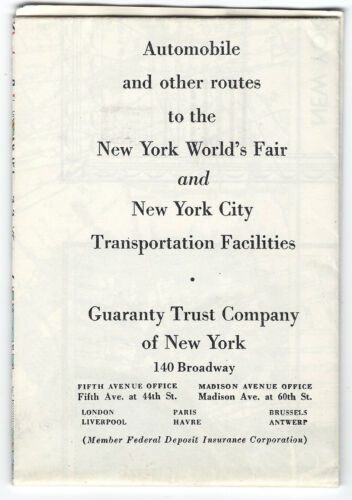 Automobile
and other routes
to the
New York World's Fair
and
New York City
Transportation Facilities
•
Guaranty Trust Company
of New York
140 Broadway
FIFTH AVENUE OFFICE MADISON AVENUE OFFICE
Fifth Ave. at 44th St. Madison Ave. at 60th St.
LONDON PARIS BRUSSELS
LIVERPOOL HAVRE ANTWERP
(Member Federal Deposit Insurance Corporation)